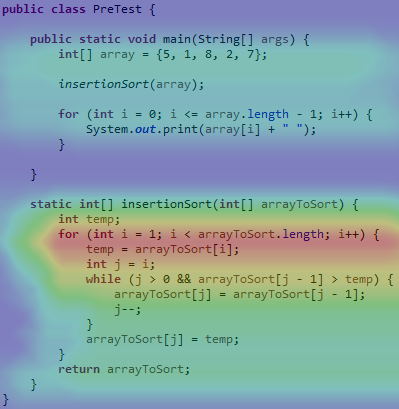 public class PreTest {
public static void main(String[] args) {
int[] array = {5, 1, 8, 2, 7};
insertionSort(array);
for (int i = 0; i <= array.length - 1; i++) {
System.out.print(array[i] + " ");
}
}
static int[] insertionSort(int[] arrayToSort) {
int temp;
for (int i = 1; i < arrayToSort.length; i++) {
temp = arrayToSort[i];
int j = i;
while (j > 0 && arrayToSort[j - 1] > temp) {
arrayToSort[j] = arrayToSort[j - 1];
j--;
}
arrayToSort[j] = temp;
}
return arrayToSort;
}
}